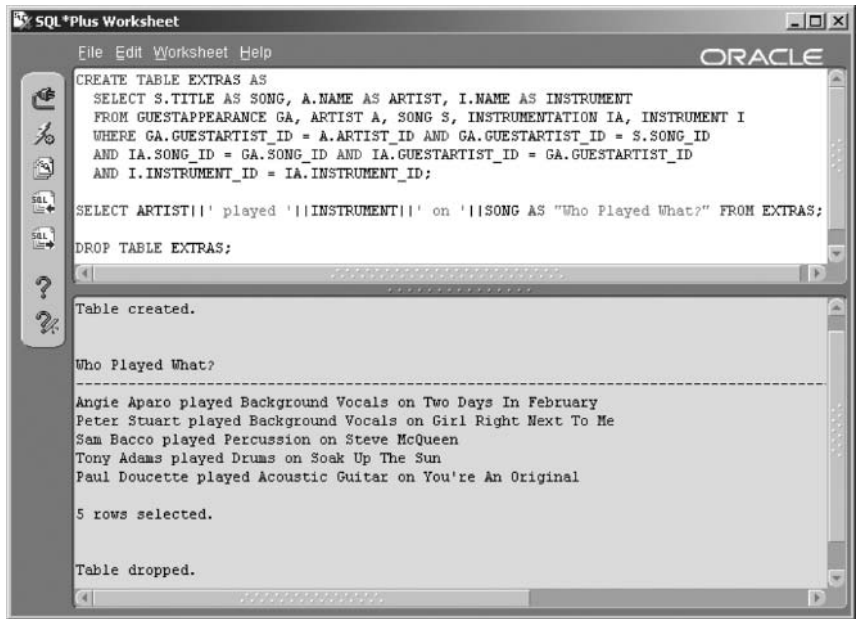 SQL*Plus Worksheet
File Edit Worksheet Help
ORACLE
CREATE TABLE EXTRAS AS
SELECT S.TITLE AS SONG, A.NAME AS ARTIST, I.NAME AS INSTRUMENT
FROM GUESTAPPEARANCE GA, ARTIST A, SONG S, INSTRUMENTATION IA, INSTRUMENT I
WHERE GA.GUESTARTIST_ID = A.ARTIST_ID AND GA.GUESTARTIST_ID = S.SONG_ID
AND IA.SONG_ID = GA.SONG_ID AND IA.GUESTARTIST_ID = GA.GUESTARTIST_ID
AND I.INSTRUMENT_ID = IA.INSTRUMENT_ID;
SELECT ARTIST||' played '||INSTRUMENT||' on '||SONG AS "Who Played What?" FROM EXTRAS;
DROP TABLE EXTRAS;
SQL
SQL
?
?
Table created.
Who Played What?
--------------------------------------------------------------------------------
Angie Aparo played Background Vocals on Two Days In February
Peter Stuart played Background Vocals on Girl Right Next To Me
Sam Bacco played Percussion on Steve McQueen
Tony Adams played Drums on Soak Up The Sun
Paul Doucette played Acoustic Guitar on You're An Original
5 rows selected.
Table dropped.